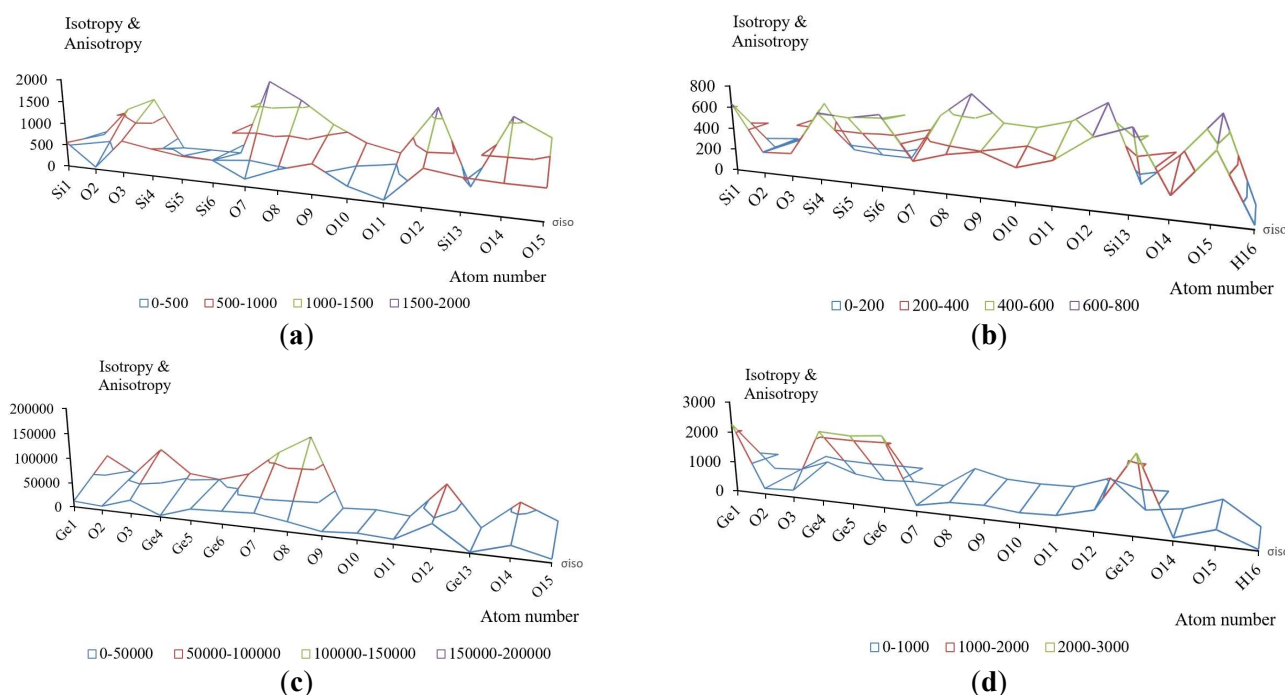 Isotropy &
Anisotropy
2000
1500
1000
500
0
Si1
O2
O3
Si4
Si5
Si6
O7
O8
O9
O10
O11
O12
Si13
O14
O15
σiso
Atom number
0-500 500-1000 1000-1500 1500-2000
(a)
Isotropy &
Anisotropy
800
600
400
200
0
Si1
O2
O3
Si4
Si5
Si6
O7
O8
O9
O10
O11
O12
Si13
O14
O15
H16
σiso
Atom number
0-200 200-400 400-600 600-800
(b)
Isotropy &
Anisotropy
200000
150000
100000
50000
0
Ge1
O2
O3
Ge4
Ge5
Ge6
O7
O8
O9
O10
O11
O12
Ge13
O14
O15
σiso
Atom number
0-50000 50000-100000 100000-150000 150000-200000
(c)
Isotropy &
Anisotropy
3000
2000
1000
0
Ge1
O2
O3
Ge4
Ge5
Ge6
O7
O8
O9
O10
O11
O12
Ge13
O14
O15
H16
σiso
Atom number
0-1000 1000-2000 2000-3000
(d)